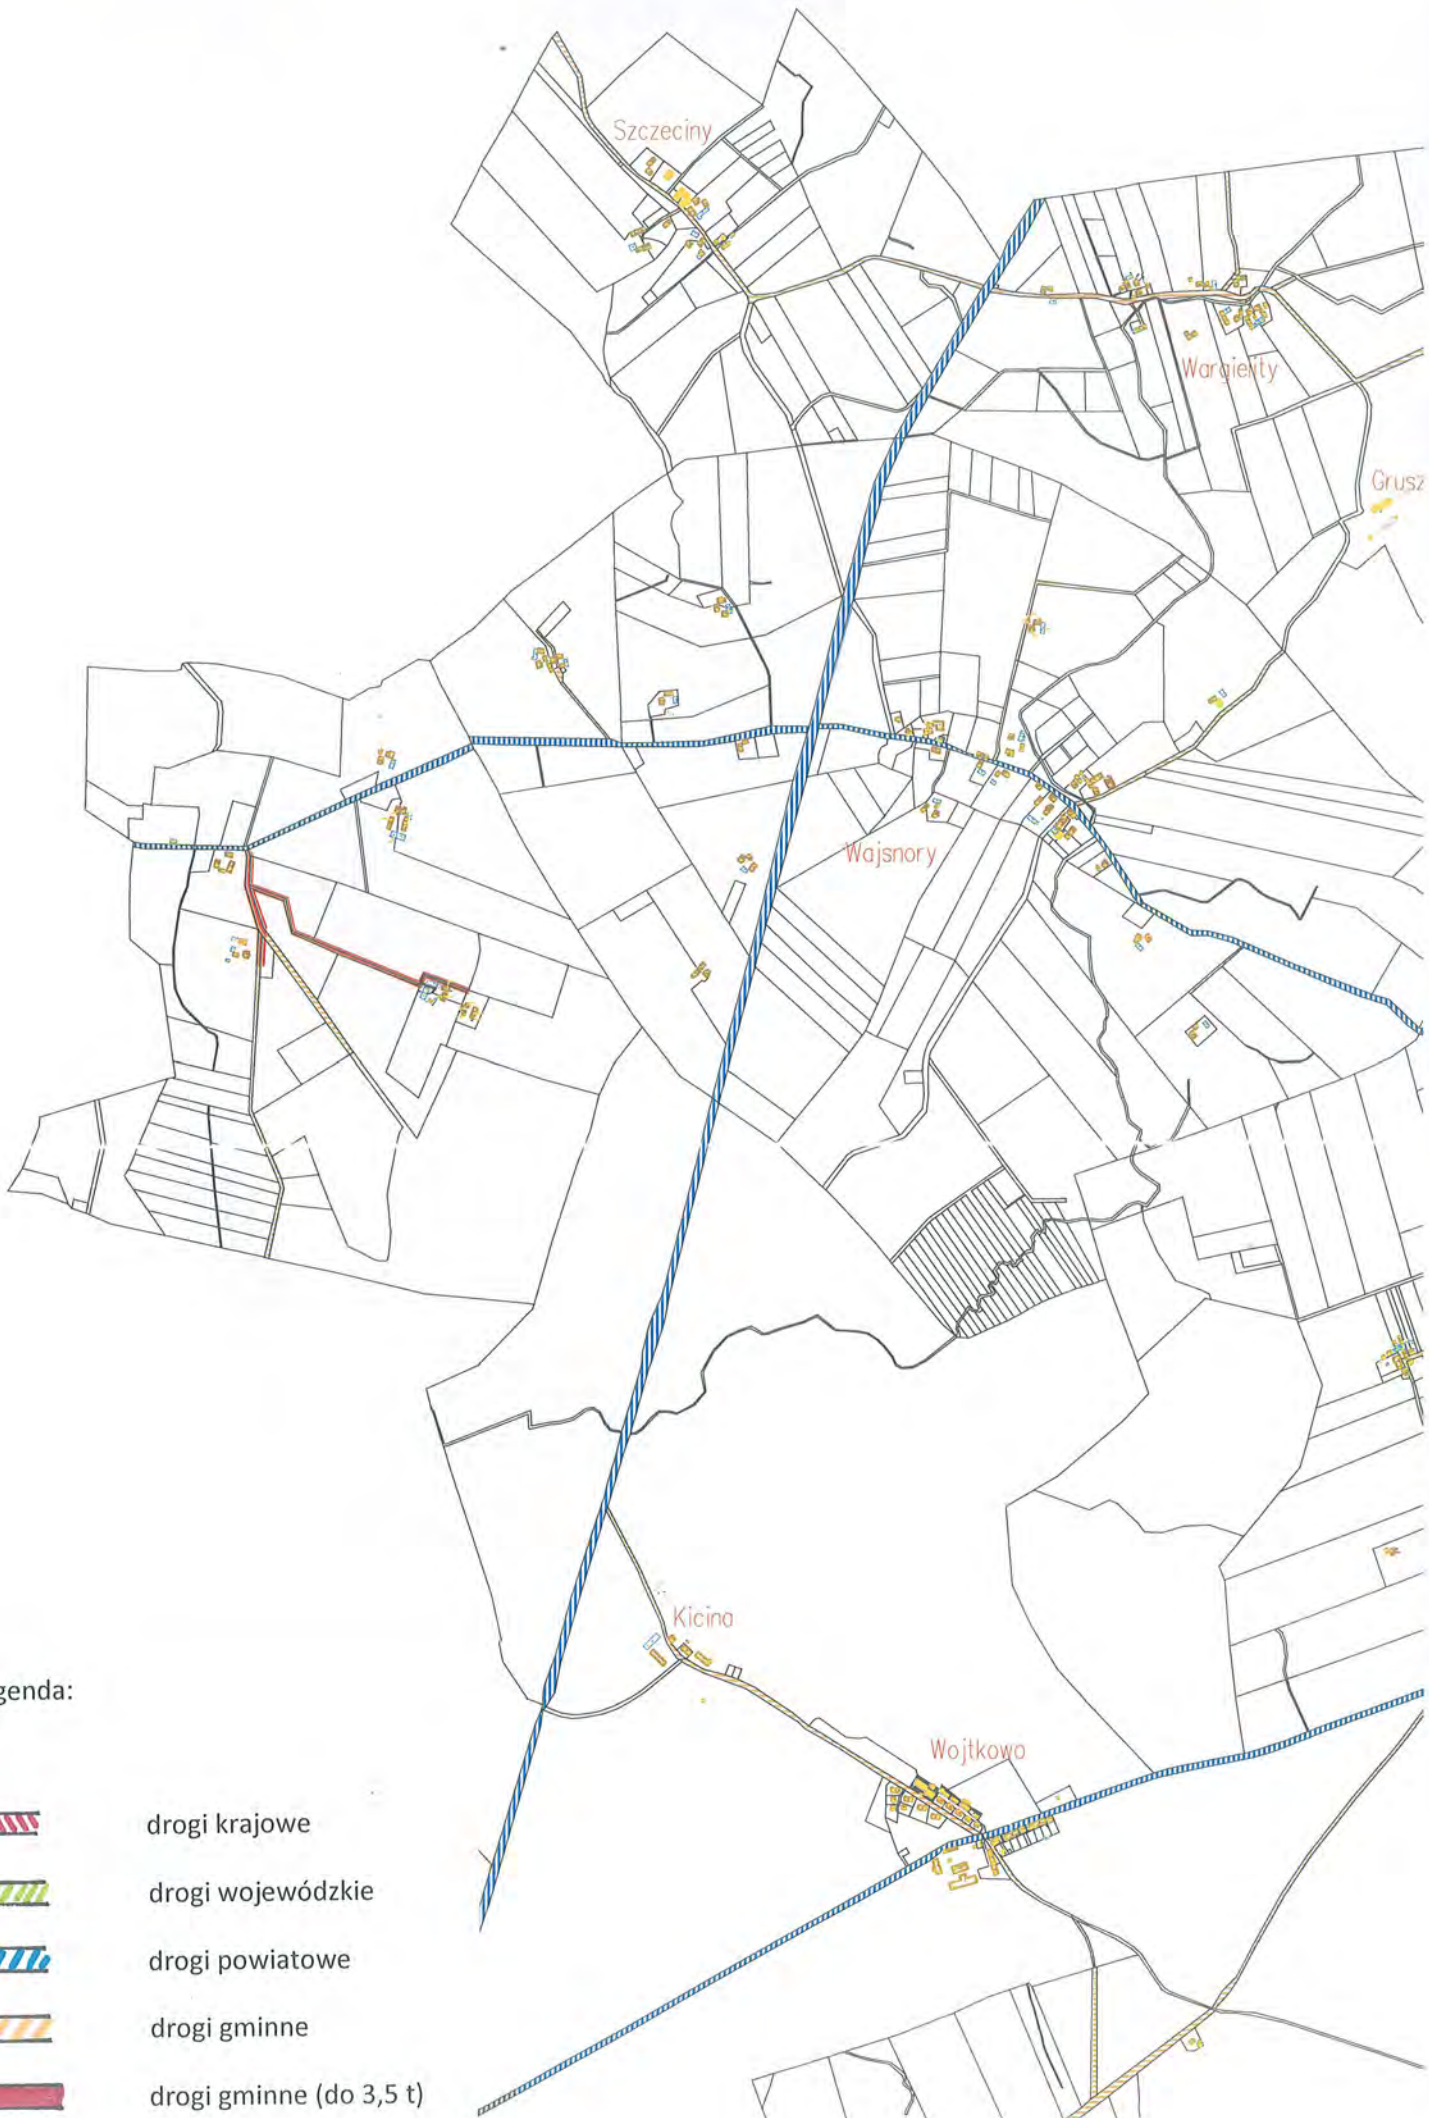 Szczeciny
Wargienty
Grusz
Wajsnory
Kicina
Wojtkowo
genda:
drogi krajowe
drogi wojewódzkie
drogi powiatowe
drogi gminne
drogi gminne (do 3,5 t)